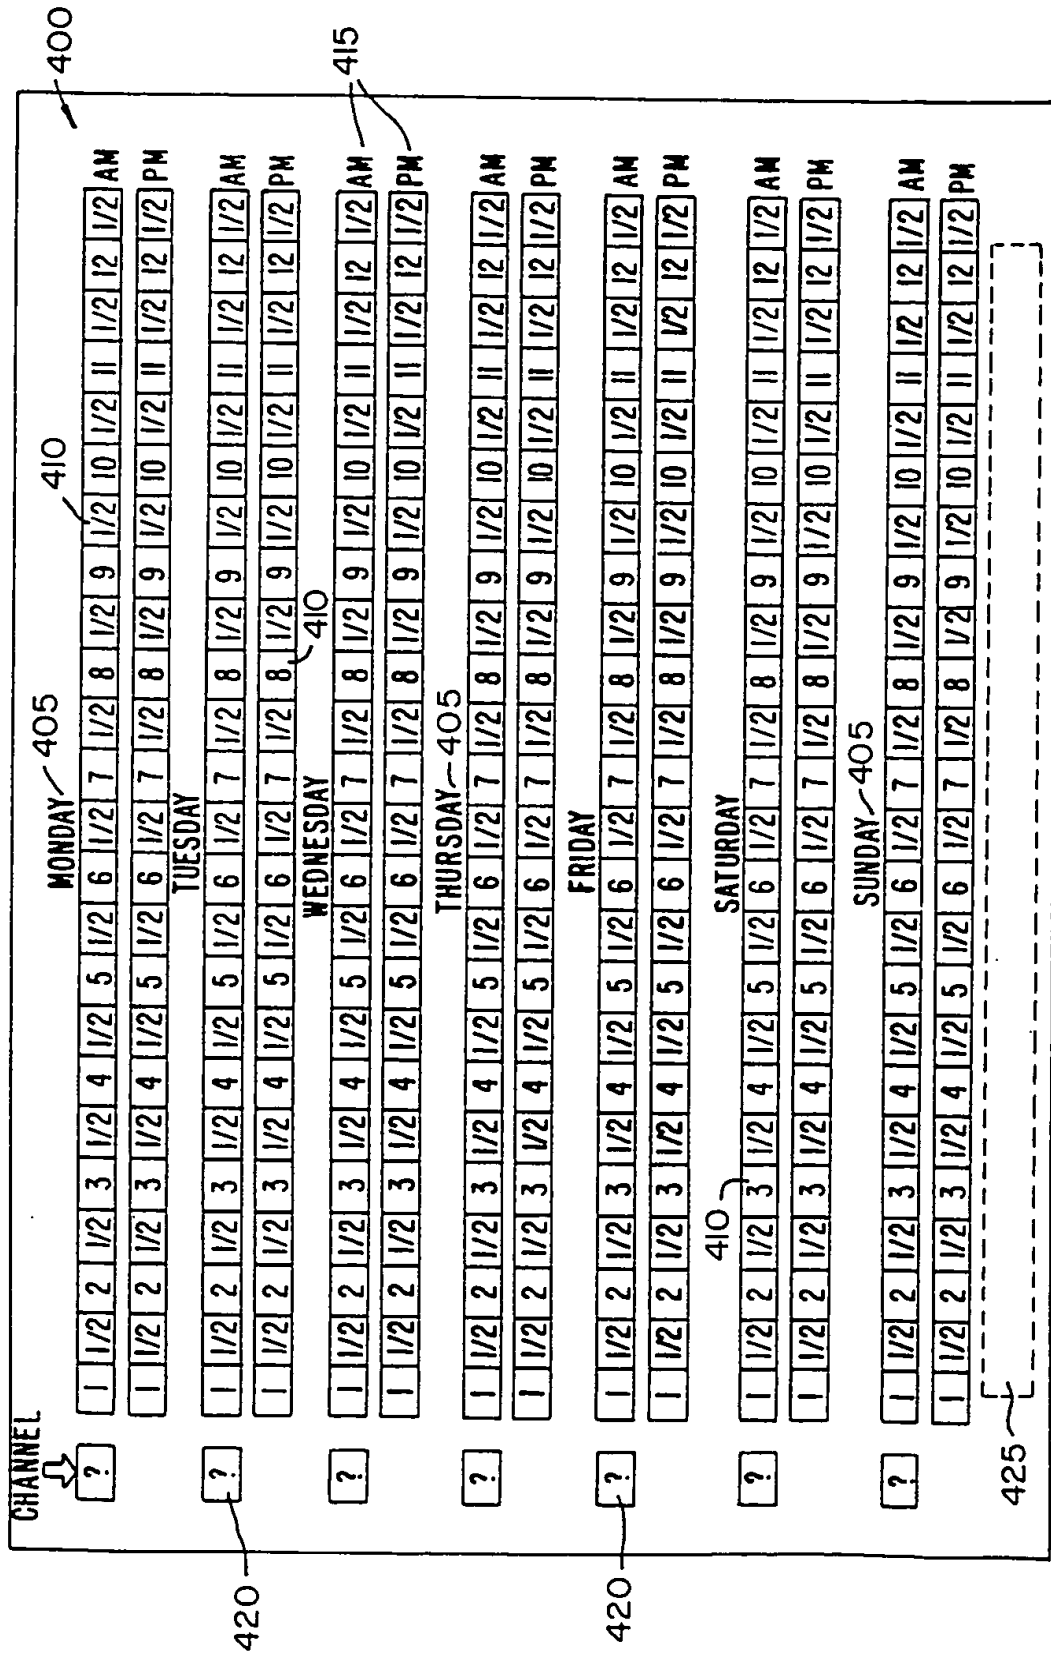 400
CHANNEL
MONDAY 405
410
? 1 1/2 2 1/2 3 1/2 4 1/2 5 1/2 6 1/2 7 1/2 8 1/2 9 1/2 10 1/2 11 1/2 12 1/2 AM
1 1/2 2 1/2 3 1/2 4 1/2 5 1/2 6 1/2 7 1/2 8 1/2 9 1/2 10 1/2 11 1/2 12 1/2 PM
TUESDAY
? 1 1/2 2 1/2 3 1/2 4 1/2 5 1/2 6 1/2 7 1/2 8 1/2 9 1/2 10 1/2 11 1/2 12 1/2 AM
1 1/2 2 1/2 3 1/2 4 1/2 5 1/2 6 1/2 7 1/2 8 1/2 9 1/2 10 1/2 11 1/2 12 1/2 PM
420
410
WEDNESDAY
415
? 1 1/2 2 1/2 3 1/2 4 1/2 5 1/2 6 1/2 7 1/2 8 1/2 9 1/2 10 1/2 11 1/2 12 1/2 AM
1 1/2 2 1/2 3 1/2 4 1/2 5 1/2 6 1/2 7 1/2 8 1/2 9 1/2 10 1/2 11 1/2 12 1/2 PM
THURSDAY 405
? 1 1/2 2 1/2 3 1/2 4 1/2 5 1/2 6 1/2 7 1/2 8 1/2 9 1/2 10 1/2 11 1/2 12 1/2 AM
1 1/2 2 1/2 3 1/2 4 1/2 5 1/2 6 1/2 7 1/2 8 1/2 9 1/2 10 1/2 11 1/2 12 1/2 PM
FRIDAY
? 1 1/2 2 1/2 3 1/2 4 1/2 5 1/2 6 1/2 7 1/2 8 1/2 9 1/2 10 1/2 11 1/2 12 1/2 AM
1 1/2 2 1/2 3 1/2 4 1/2 5 1/2 6 1/2 7 1/2 8 1/2 9 1/2 10 1/2 11 1/2 12 1/2 PM
420
410
SATURDAY
? 1 1/2 2 1/2 3 1/2 4 1/2 5 1/2 6 1/2 7 1/2 8 1/2 9 1/2 10 1/2 11 1/2 12 1/2 AM
1 1/2 2 1/2 3 1/2 4 1/2 5 1/2 6 1/2 7 1/2 8 1/2 9 1/2 10 1/2 11 1/2 12 1/2 PM
SUNDAY 405
? 1 1/2 2 1/2 3 1/2 4 1/2 5 1/2 6 1/2 7 1/2 8 1/2 9 1/2 10 1/2 11 1/2 12 1/2 AM
1 1/2 2 1/2 3 1/2 4 1/2 5 1/2 6 1/2 7 1/2 8 1/2 9 1/2 10 1/2 11 1/2 12 1/2 PM
425